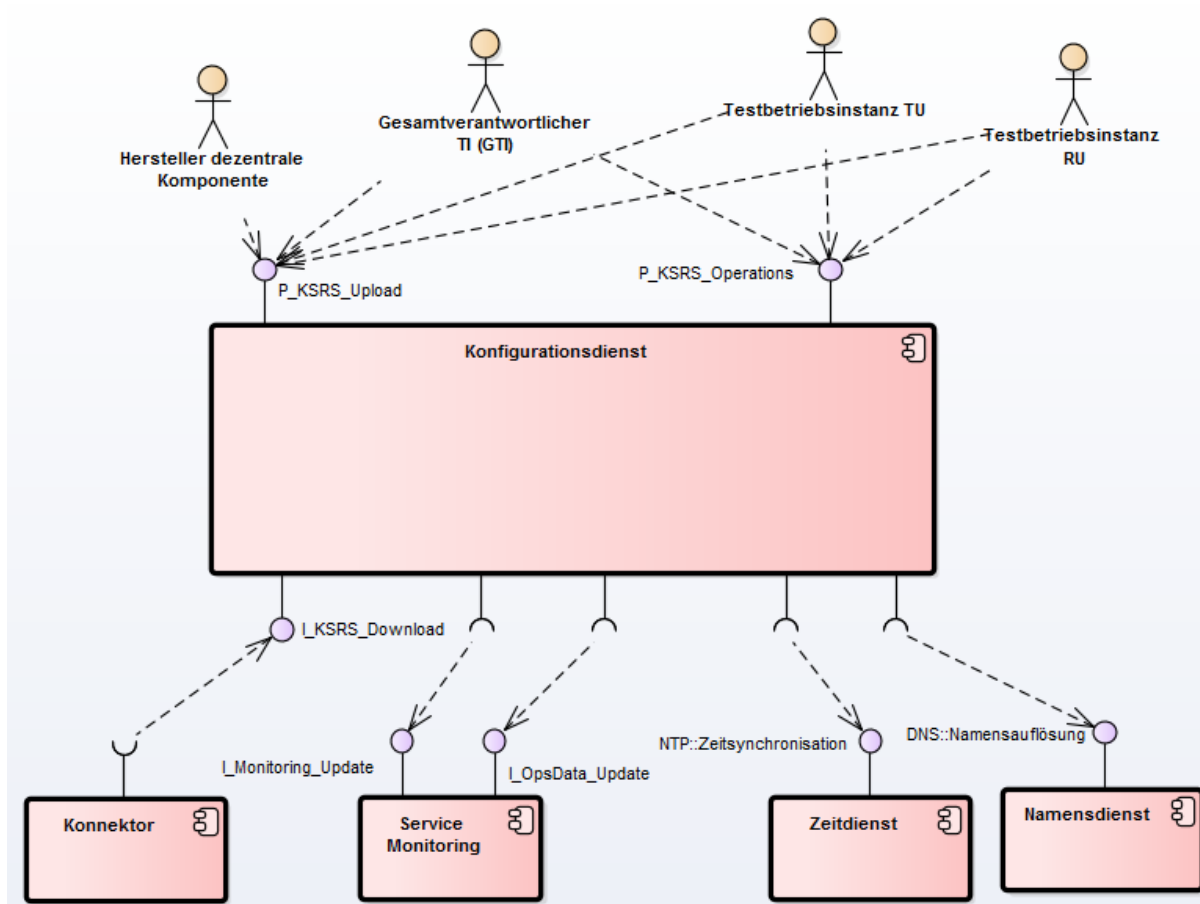 Hersteller dezentrale
Komponente
Gesamtverantwortlicher
TI (GTI)
Testbetriebsinstanz TU
Testbetriebsinstanz
RU
P_KSRS_Upload
P_KSRS_Operations
Konfigurationsdienst
I_KSRS_Download
I_Monitoring_Update
I_OpsData_Update
NTP::Zeitsynchronisation
DNS::Namensauflösung
Konnektor
Service
Monitoring
Zeitdienst
Namensdienst